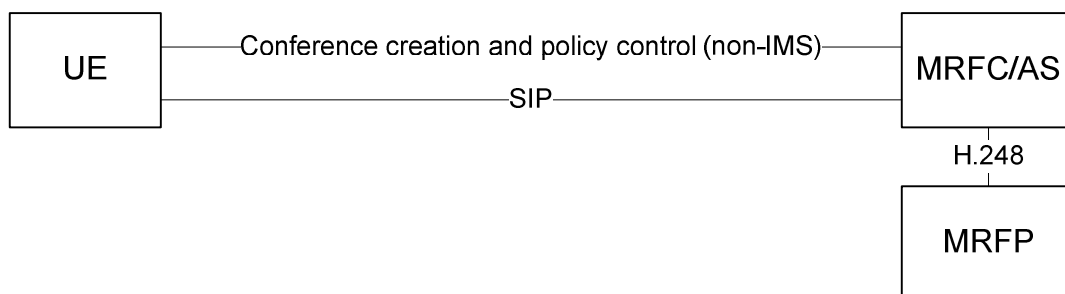 UE
Conference creation and policy control (non-IMS)
MRFC/AS
SIP
H.248
MRFP